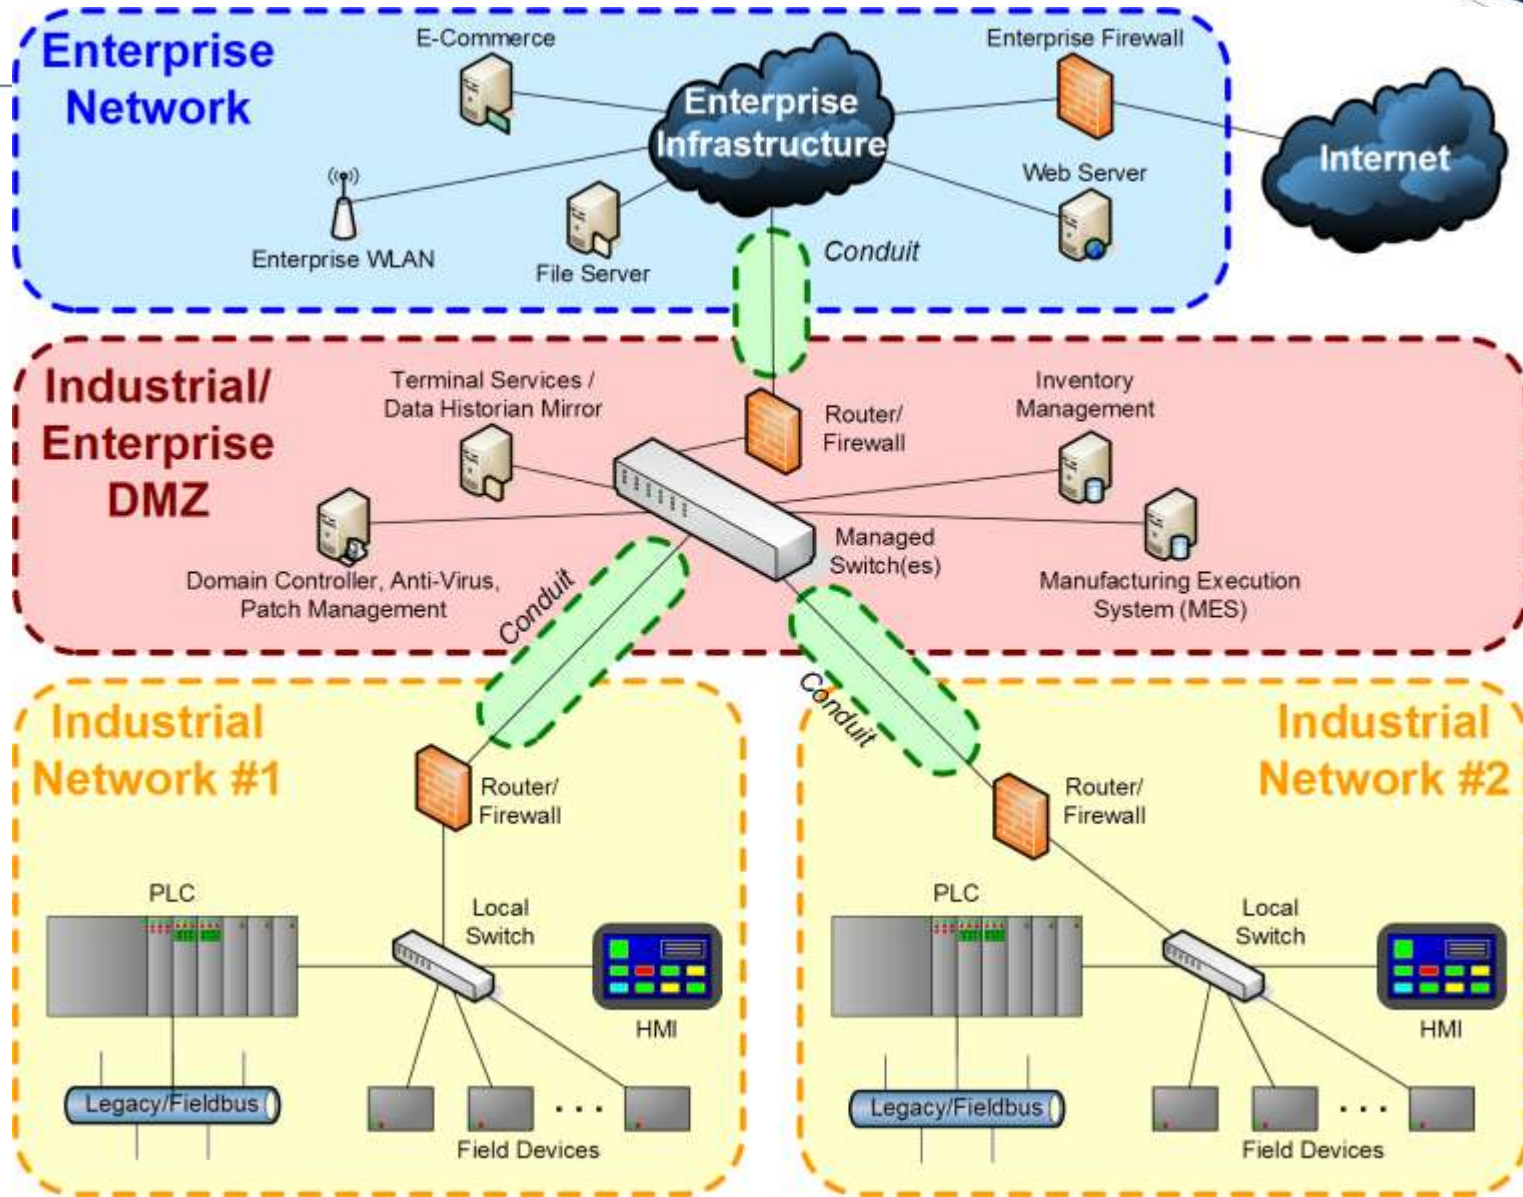 Enterprise
Network
E-Commerce
Enterprise Firewall
Enterprise
Infrastructure
Internet
Web Server
Enterprise WLAN
File Server
Conduit
Industrial/
Enterprise
DMZ
Terminal Services /
Data Historian Mirror
Router/
Firewall
Inventory
Management
Managed
Switch(es)
Domain Controller, Anti-Virus,
Patch Management
Manufacturing Execution
System (MES)
Conduit
Conduit
Industrial
Network #1
Router/
Firewall
PLC
Local
Switch
HMI
Legacy/Fieldbus
. . .
Field Devices
Industrial
Network #2
Router/
Firewall
PLC
Local
Switch
HMI
Legacy/Fieldbus
. . .
Field Devices